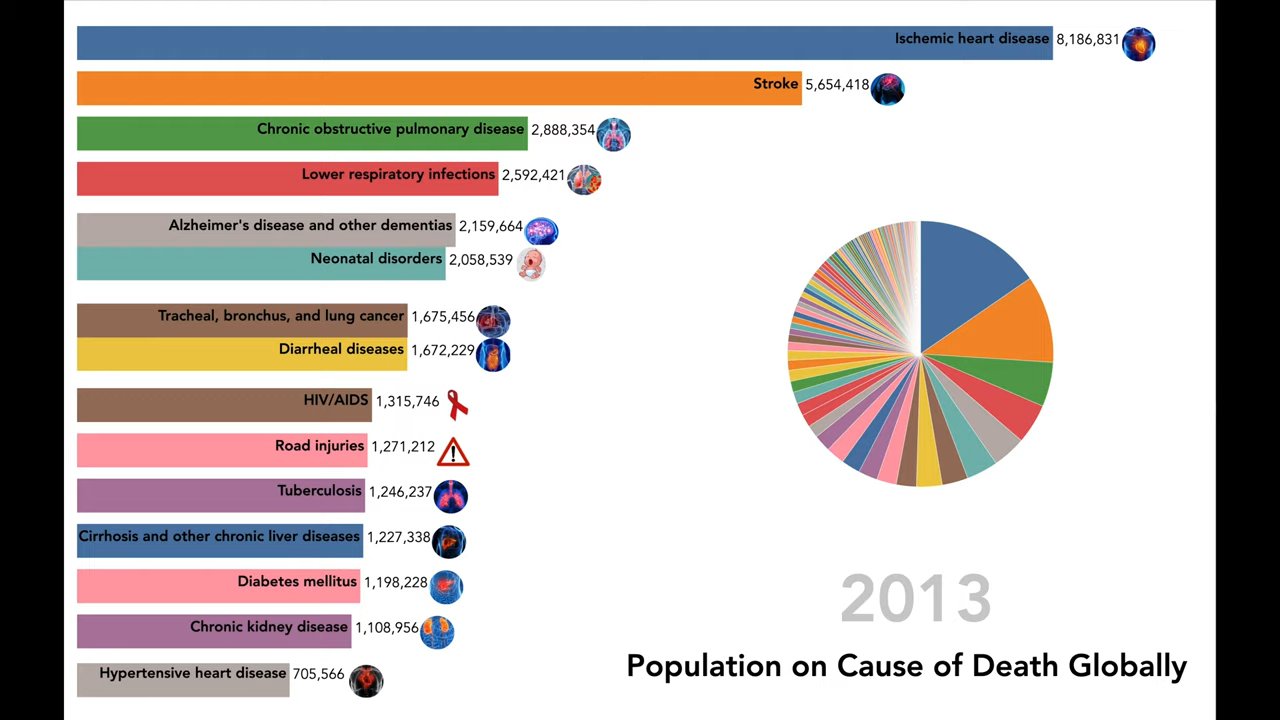 Ischemic heart disease 8,186,831
Stroke 5,654,418
Chronic obstructive pulmonary disease 2,888,354
Lower respiratory infections 2,592,421
Alzheimer's disease and other dementias 2,159,664
Neonatal disorders 2,058,539
Tracheal, bronchus, and lung cancer 1,675,456
Diarrheal diseases 1,672,229
HIV/AIDS 1,315,746
Road injuries 1,271,212
Tuberculosis 1,246,237
Cirrhosis and other chronic liver diseases 1,227,338
Diabetes mellitus 1,198,228
Chronic kidney disease 1,108,956
Hypertensive heart disease 705,566
2013
Population on Cause of Death Globally